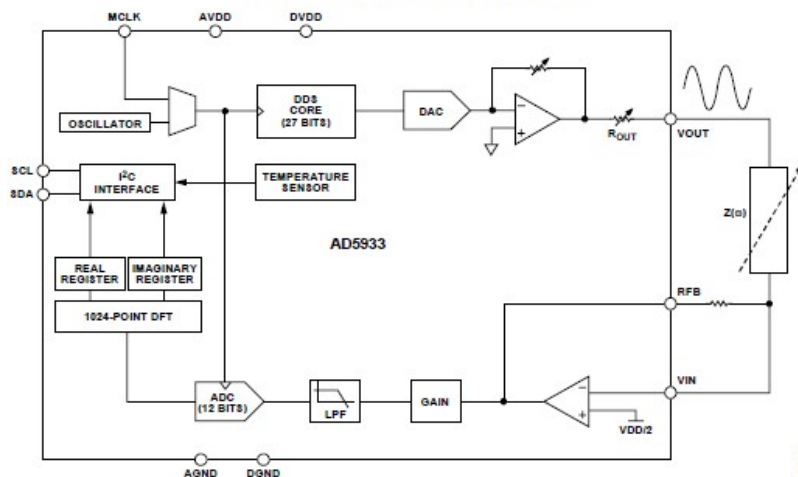 MCLK
AVDD
DVDD
OSCILLATOR
DDS
CORE
(27 BITS)
DAC
ROUT
VOUT
SCL
SDA
I2C
INTERFACE
TEMPERATURE
SENSOR
Z(ω)
AD5933
REAL
REGISTER
IMAGINARY
REGISTER
1024-POINT DFT
RFB
ADC
(12 BITS)
LPF
GAIN
VIN
VDD/2
AGND
DGND